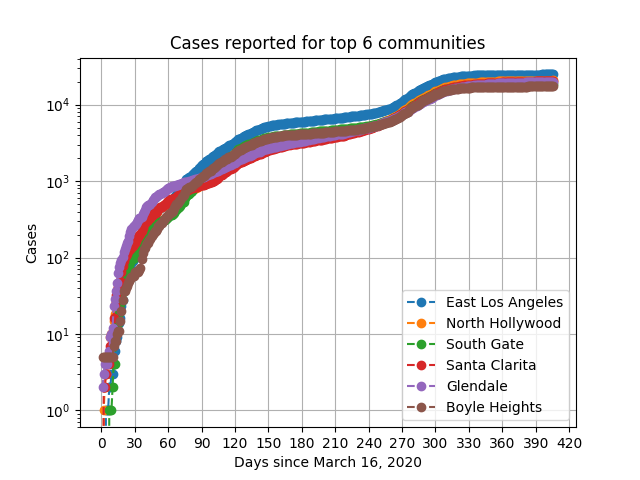 Cases reported for top 6 communities
Cases
10⁴
10³
10²
10¹
10⁰
East Los Angeles
North Hollywood
South Gate
Santa Clarita
Glendale
Boyle Heights
0 30 60 90 120 150 180 210 240 270 300 330 360 390 420
Days since March 16, 2020